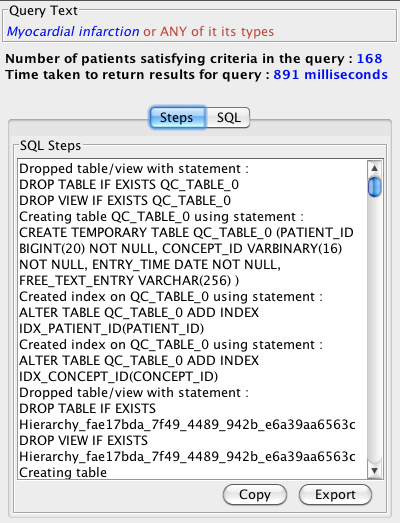 Query Text
Myocardial infarction or ANY of it its types
Number of patients satisfying criteria in the query : 168
Time taken to return results for query : 891 milliseconds
Steps SQL
SQL Steps
Dropped table/view with statement :
DROP TABLE IF EXISTS QC_TABLE_0
DROP VIEW IF EXISTS QC_TABLE_0
Creating table QC_TABLE_0 using statement :
CREATE TEMPORARY TABLE QC_TABLE_0 (PATIENT_ID
BIGINT(20) NOT NULL, CONCEPT_ID VARBINARY(16)
NOT NULL, ENTRY_TIME DATE NOT NULL,
FREE_TEXT_ENTRY VARCHAR(256) )
Created index on QC_TABLE_0 using statement :
ALTER TABLE QC_TABLE_0 ADD INDEX
IDX_PATIENT_ID(PATIENT_ID)
Created index on QC_TABLE_0 using statement :
ALTER TABLE QC_TABLE_0 ADD INDEX
IDX_CONCEPT_ID(CONCEPT_ID)
Dropped table/view with statement :
DROP TABLE IF EXISTS
Hierarchy_fae17bda_7f49_4489_942b_e6a39aa6563c
DROP VIEW IF EXISTS
Hierarchy_fae17bda_7f49_4489_942b_e6a39aa6563c
Creating table
Copy Export